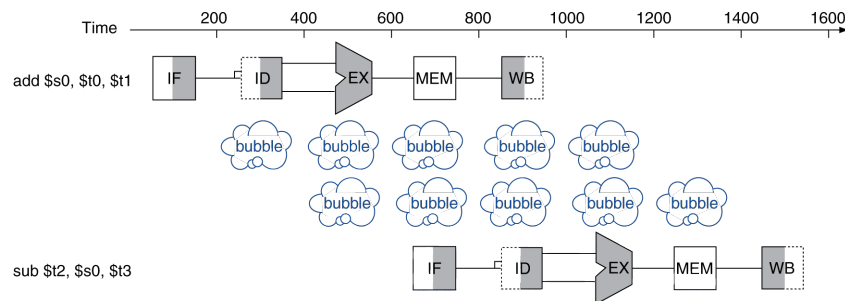 Time 200 400 600 800 1000 1200 1400 1600
add $s0, $t0, $t1 IF ID EX MEM WB
bubble bubble bubble bubble bubble
bubble bubble bubble bubble bubble
sub $t2, $s0, $t3 IF ID EX MEM WB